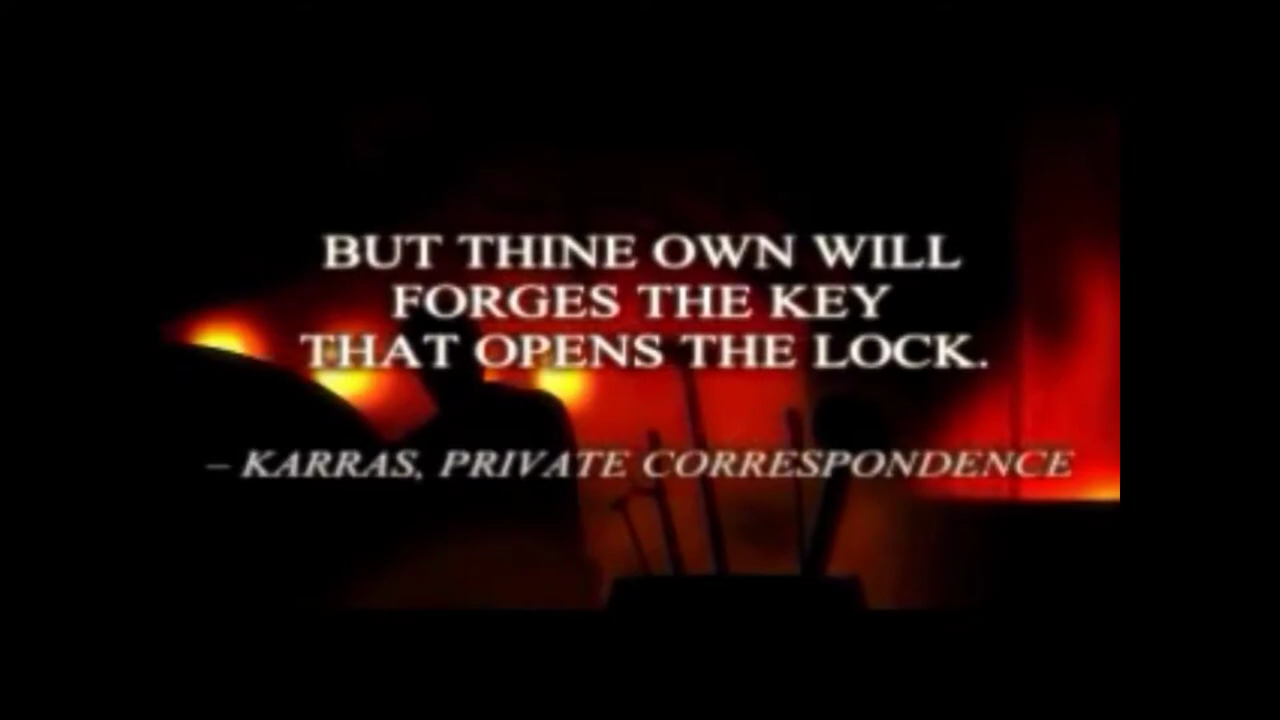 BUT THINE OWN WILL
FORGES THE KEY
THAT OPENS THE LOCK.
– KARRAS, PRIVATE CORRESPONDENCE